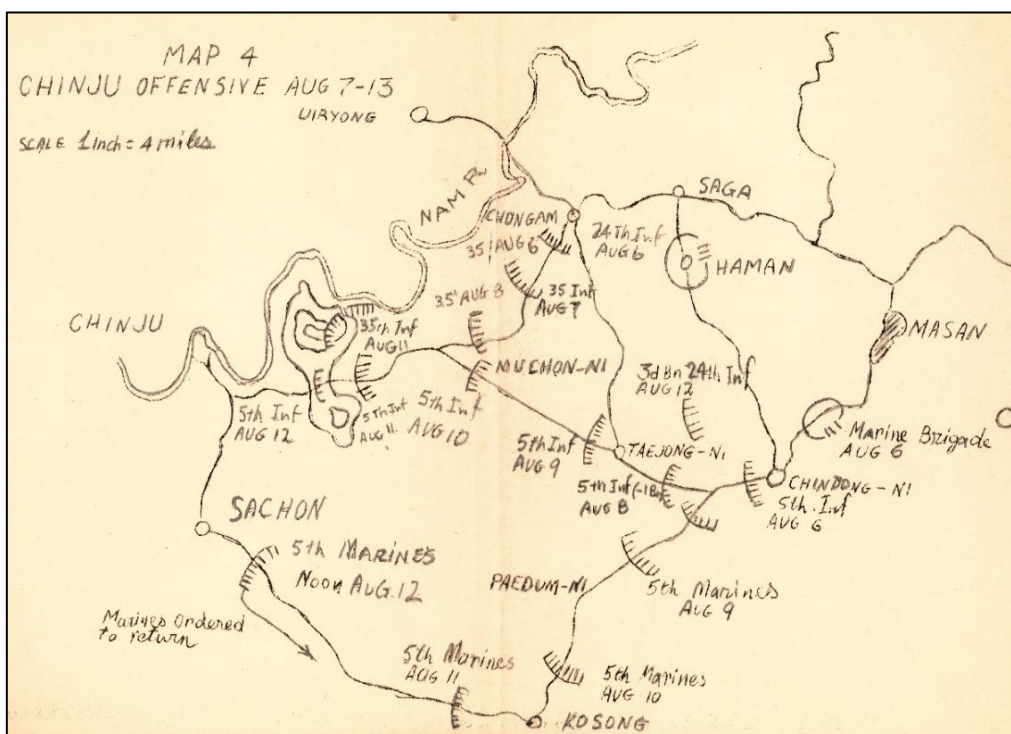 MAP 4
CHINJU OFFENSIVE AUG 7-13
UIRYONG
SCALE 1inch = 4 miles
NAM R
SAGA
CHONGAM
35 AUG 6
24Th Inf
AUG 6
HAMAN
35 AUG 8
35 Inf
AUG 7
CHINJU
35th Inf
AUG 11
MASAN
MUCHON-NI
3d Bn 24th Inf
AUG 12
5th Inf
AUG 12
5th Inf
AUG 11
5th Inf
AUG 10
Marine Brigade
AUG 6
5th Inf
AUG 9
TAEJONG-NI
5th Inf (-1Bn)
AUG 8
CHINDONG-NI
5th. Inf
AUG 6
SACHON
5th MARINES
Noon AUG. 12
PAEDUM-NI
5th Marines
AUG 9
Marines Ordered
to return
5th Marines
AUG 11
5th Marines
AUG 10
KOSONG